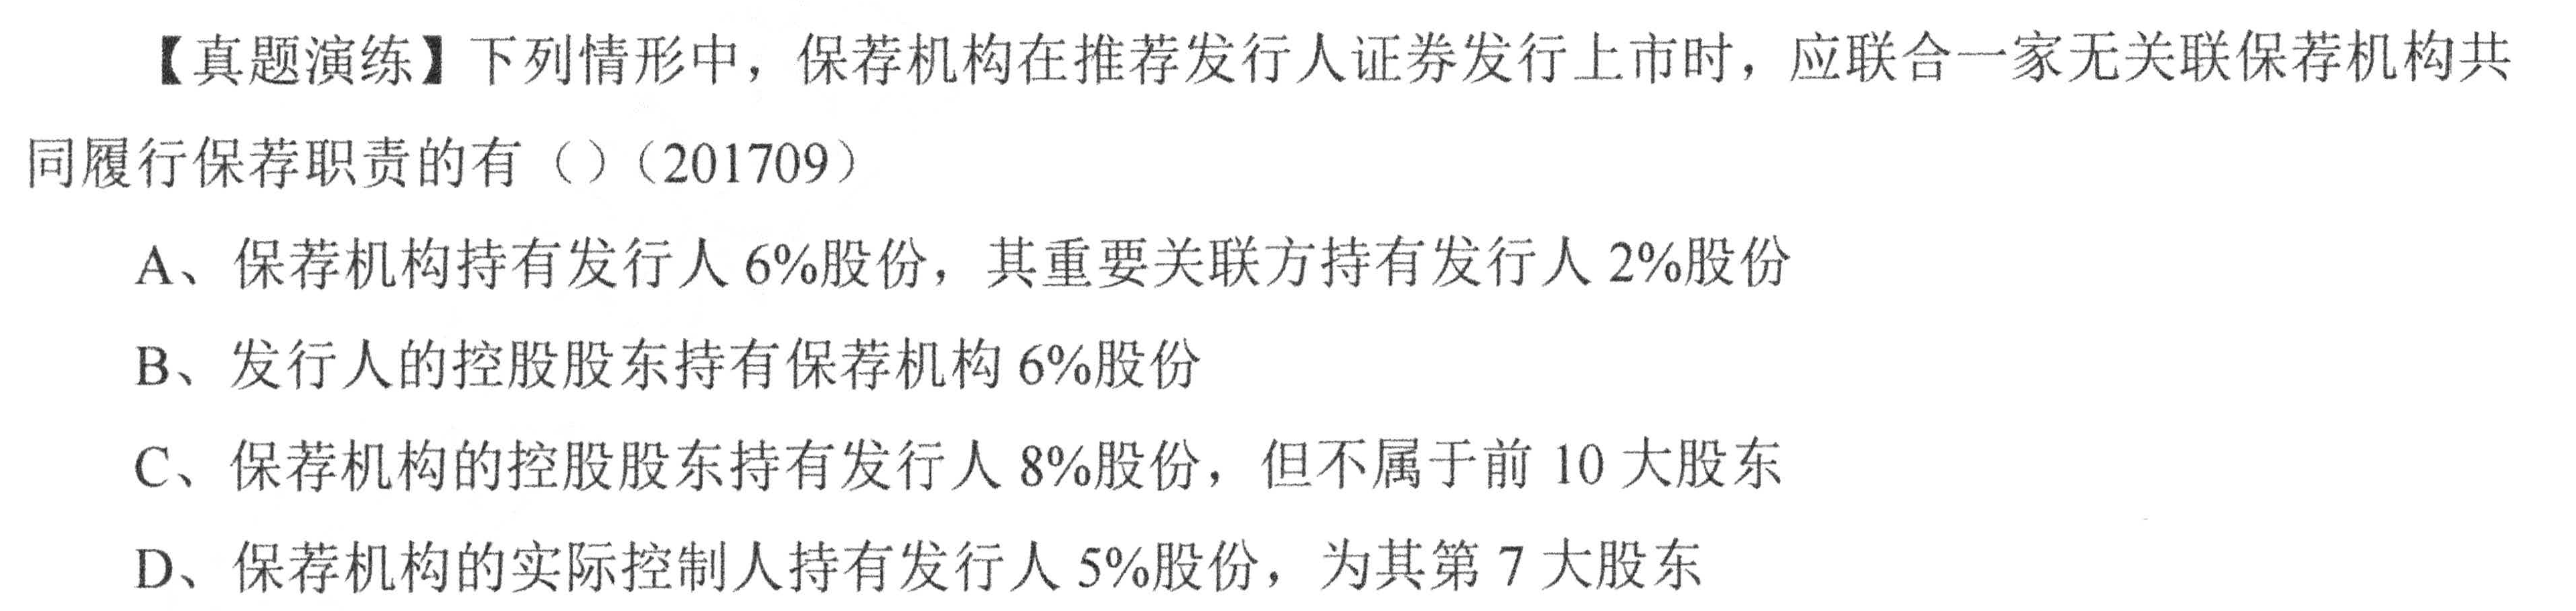 【真题演练】下列情形中，保荐机构在推荐发行人证券发行上市时，应联合一家无关联保荐机构共
同履行保荐职责的有（）（201709）
A、保荐机构持有发行人 6%股份，其重要关联方持有发行人 2%股份
B、发行人的控股股东持有保荐机构 6%股份
C、保荐机构的控股股东持有发行人 8%股份，但不属于前 10 大股东
D、保荐机构的实际控制人持有发行人 5%股份，为其第 7 大股东